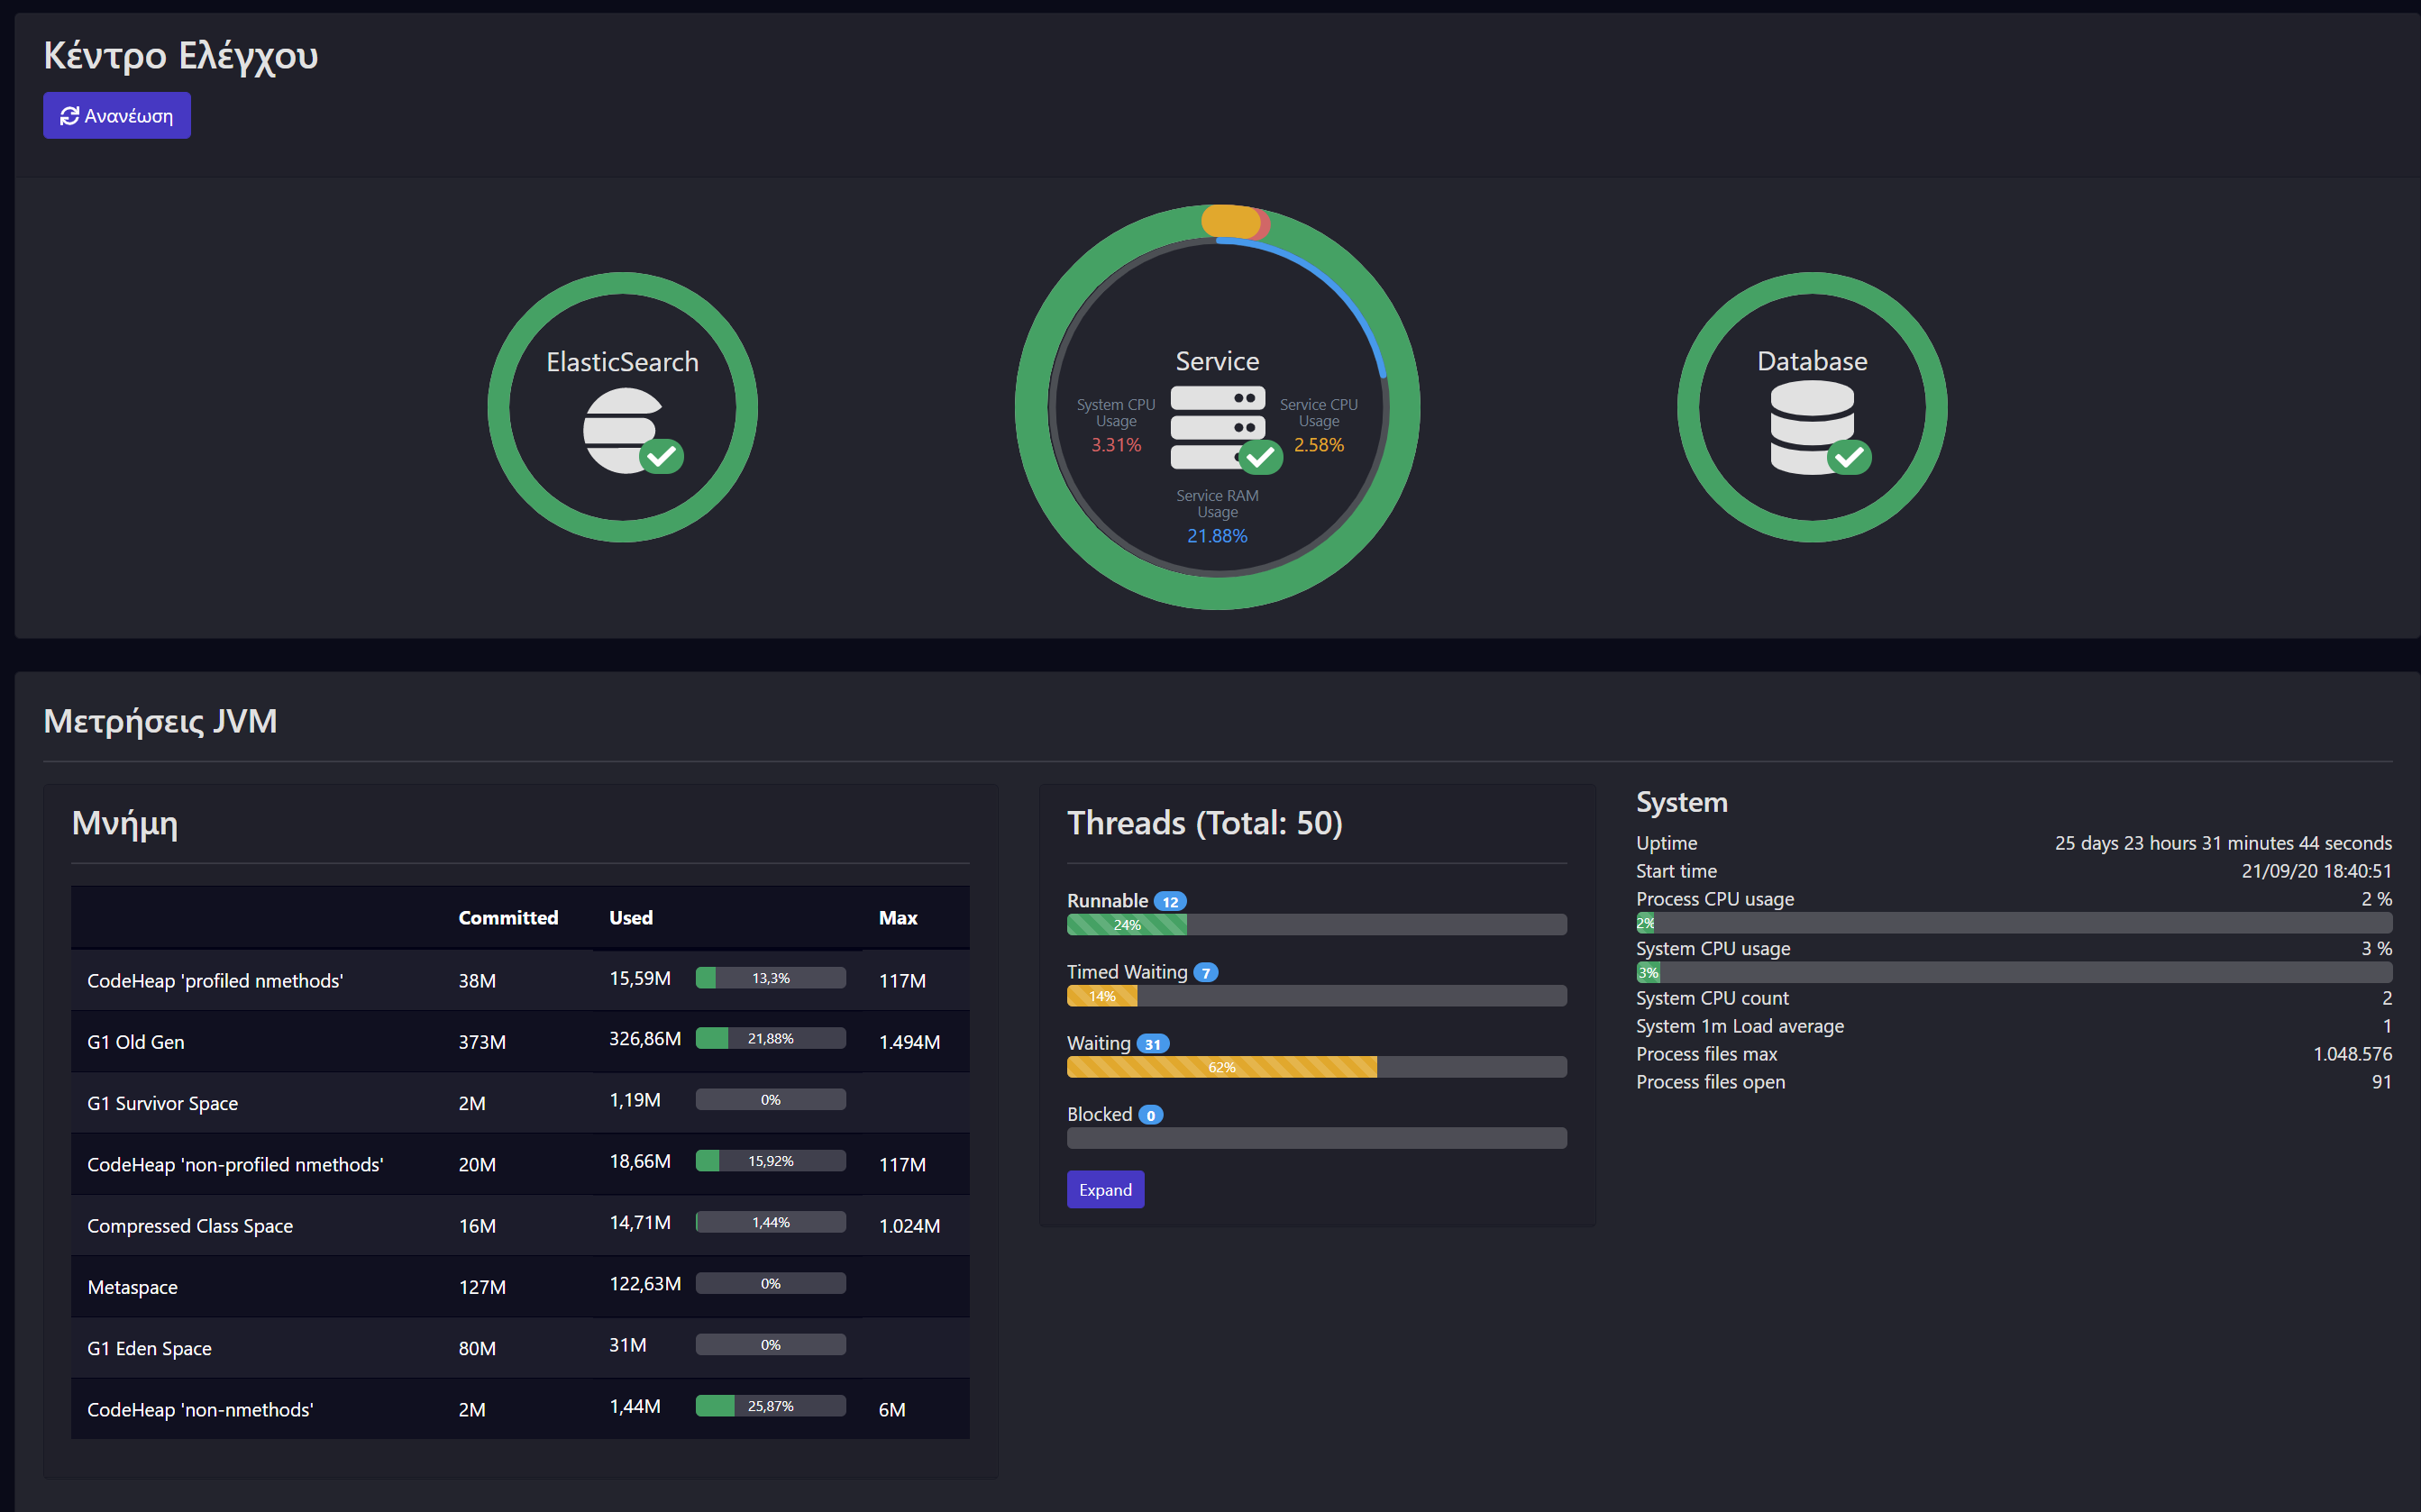 Κέντρο Ελέγχου
Ανανέωση
ElasticSearch
Service
System CPU
Usage
3.31%
Service CPU
Usage
2.58%
Service RAM
Usage
21.88%
Database
Μετρήσεις JVM
Μνήμη
Committed Used Max
CodeHeap 'profiled nmethods' 38M 15,59M 13,3% 117M
G1 Old Gen 373M 326,86M 21,88% 1.494M
G1 Survivor Space 2M 1,19M 0%
CodeHeap 'non-profiled nmethods' 20M 18,66M 15,92% 117M
Compressed Class Space 16M 14,71M 1,44% 1.024M
Metaspace 127M 122,63M 0%
G1 Eden Space 80M 31M 0%
CodeHeap 'non-nmethods' 2M 1,44M 25,87% 6M
Threads (Total: 50)
Runnable 12
24%
Timed Waiting 7
14%
Waiting 31
62%
Blocked 0
Expand
System
Uptime 25 days 23 hours 31 minutes 44 seconds
Start time 21/09/20 18:40:51
Process CPU usage 2 %
2%
System CPU usage 3 %
3%
System CPU count 2
System 1m Load average 1
Process files max 1.048.576
Process files open 91